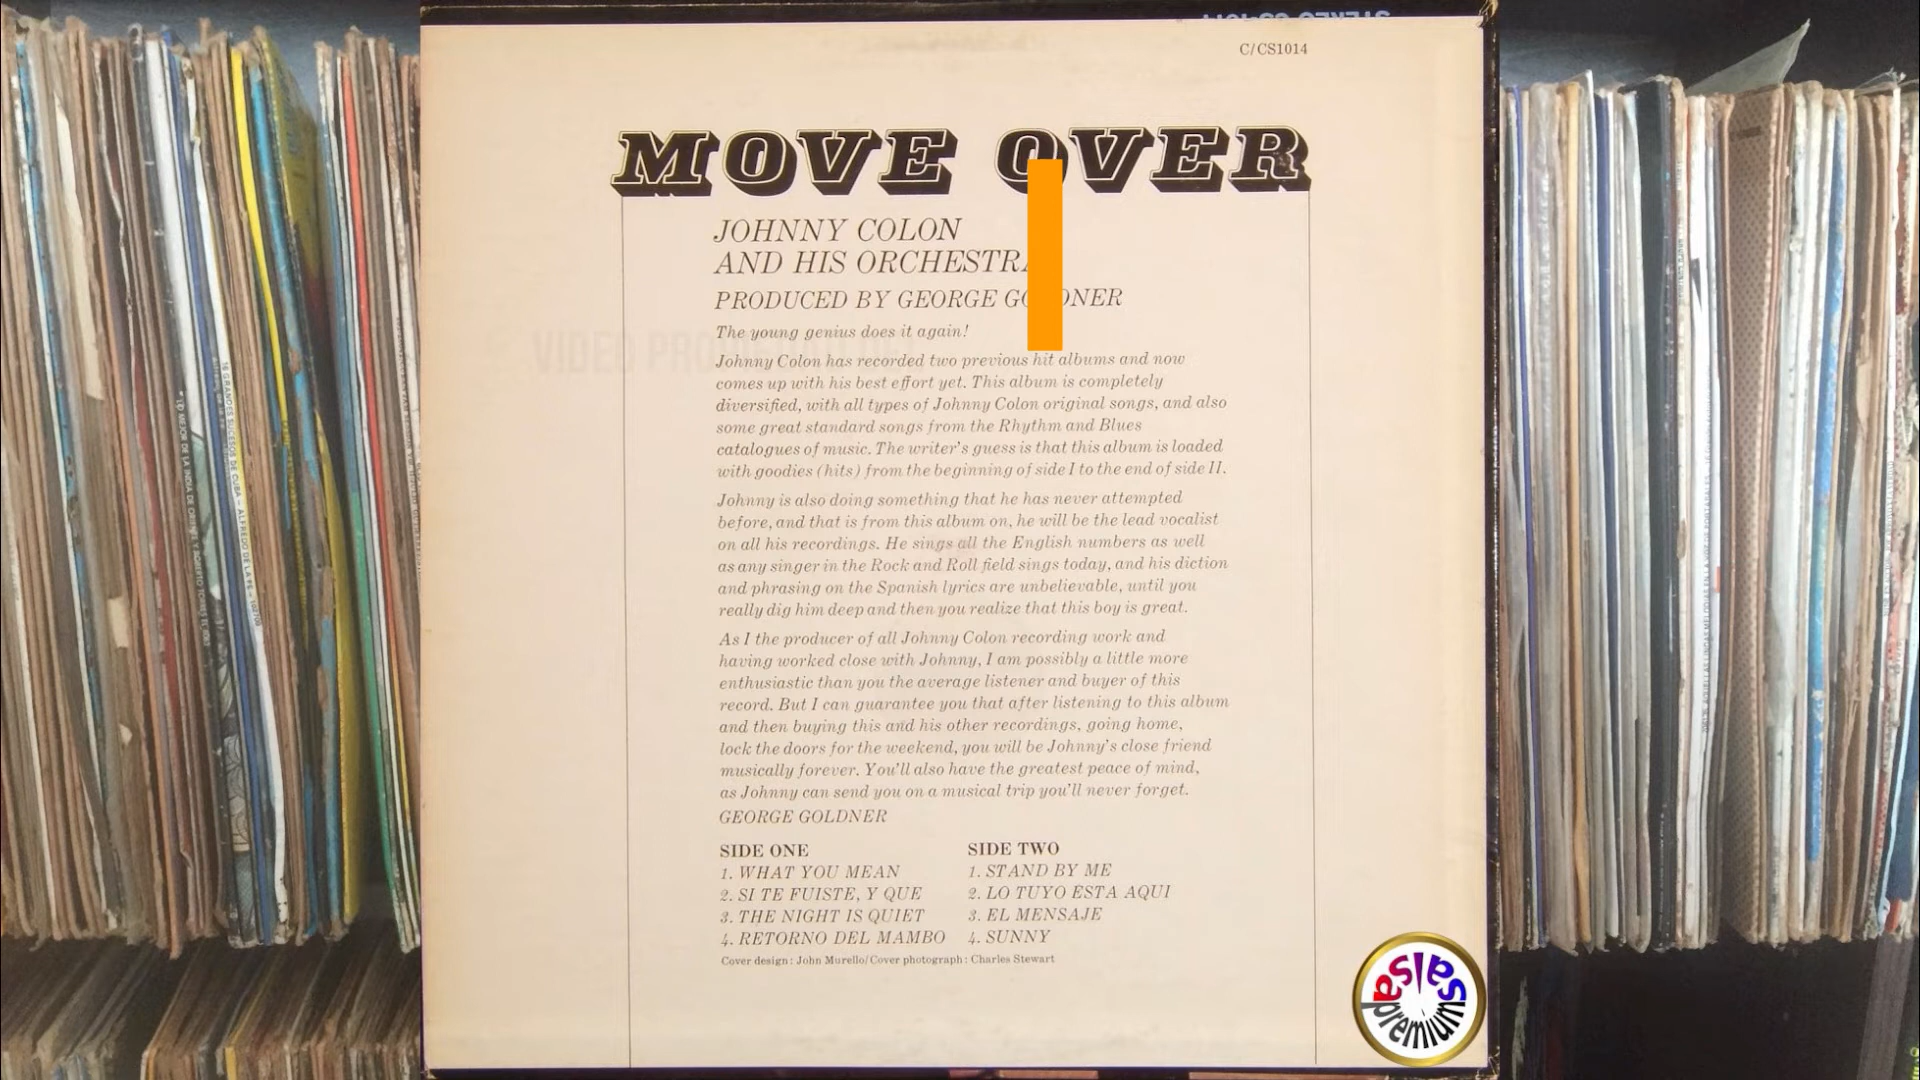 STEREO CS-1014
C/CS1014
MOVE OVER
JOHNNY COLON
AND HIS ORCHESTRA
PRODUCED BY GEORGE GOLDNER
The young genius does it again!
Johnny Colon has recorded two previous hit albums and now
comes up with his best effort yet. This album is completely
diversified, with all types of Johnny Colon original songs, and also
some great standard songs from the Rhythm and Blues
catalogues of music. The writer's guess is that this album is loaded
with goodies (hits) from the beginning of side I to the end of side II.
Johnny is also doing something that he has never attempted
before, and that is from this album on, he will be the lead vocalist
on all his recordings. He sings all the English numbers as well
as any singer in the Rock and Roll field sings today, and his diction
and phrasing on the Spanish lyrics are unbelievable, until you
really dig him deep and then you realize that this boy is great.
As I the producer of all Johnny Colon recording work and
having worked close with Johnny, I am possibly a little more
enthusiastic than you the average listener and buyer of this
record. But I can guarantee you that after listening to this album
and then buying this and his other recordings, going home,
lock the doors for the weekend, you will be Johnny's close friend
musically forever. You'll also have the greatest peace of mind,
as Johnny can send you on a musical trip you'll never forget.
GEORGE GOLDNER
SIDE ONE
1. WHAT YOU MEAN
2. SI TE FUISTE, Y QUE
3. THE NIGHT IS QUIET
4. RETORNO DEL MAMBO
SIDE TWO
1. STAND BY ME
2. LO TUYO ESTA AQUI
3. EL MENSAJE
4. SUNNY
Cover design: John Murello/Cover photograph: Charles Stewart
salsas
premium
VIDEO
16 GRANDES SUCESOS DE CUBA - ALFREDO DE LA FE